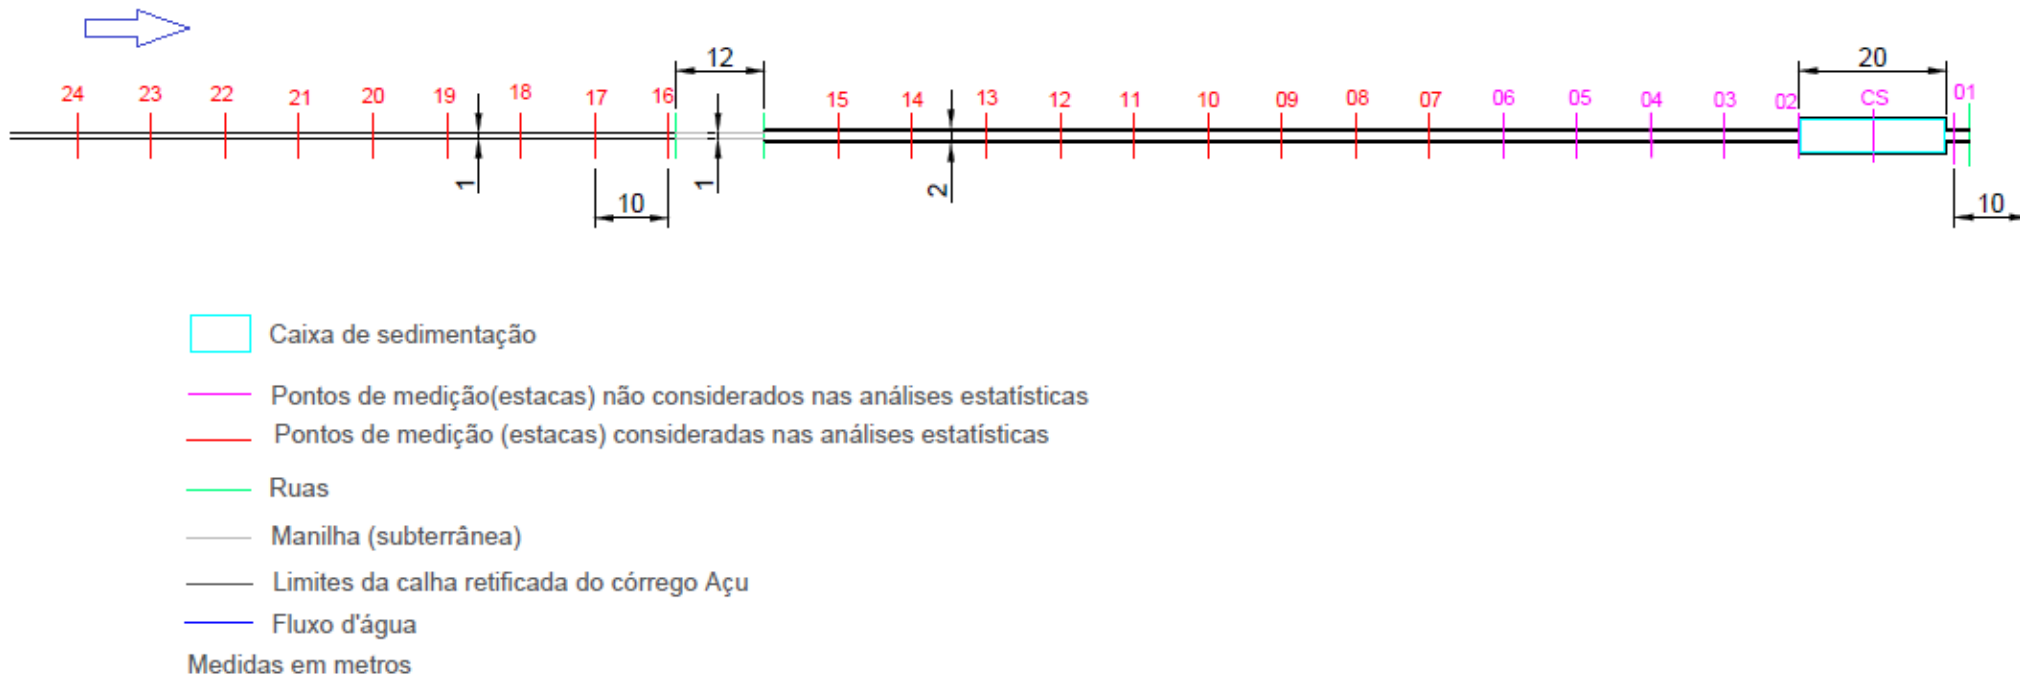 12
20
24 23 22 21 20 19 18 17 16 15 14 13 12 11 10 09 08 07 06 05 04 03 02 CS 01
1 1 2
10 10
Caixa de sedimentação
Pontos de medição(estacas) não considerados nas análises estatísticas
Pontos de medição (estacas) consideradas nas análises estatísticas
Ruas
Manilha (subterrânea)
Limites da calha retificada do córrego Açu
Fluxo d'água
Medidas em metros